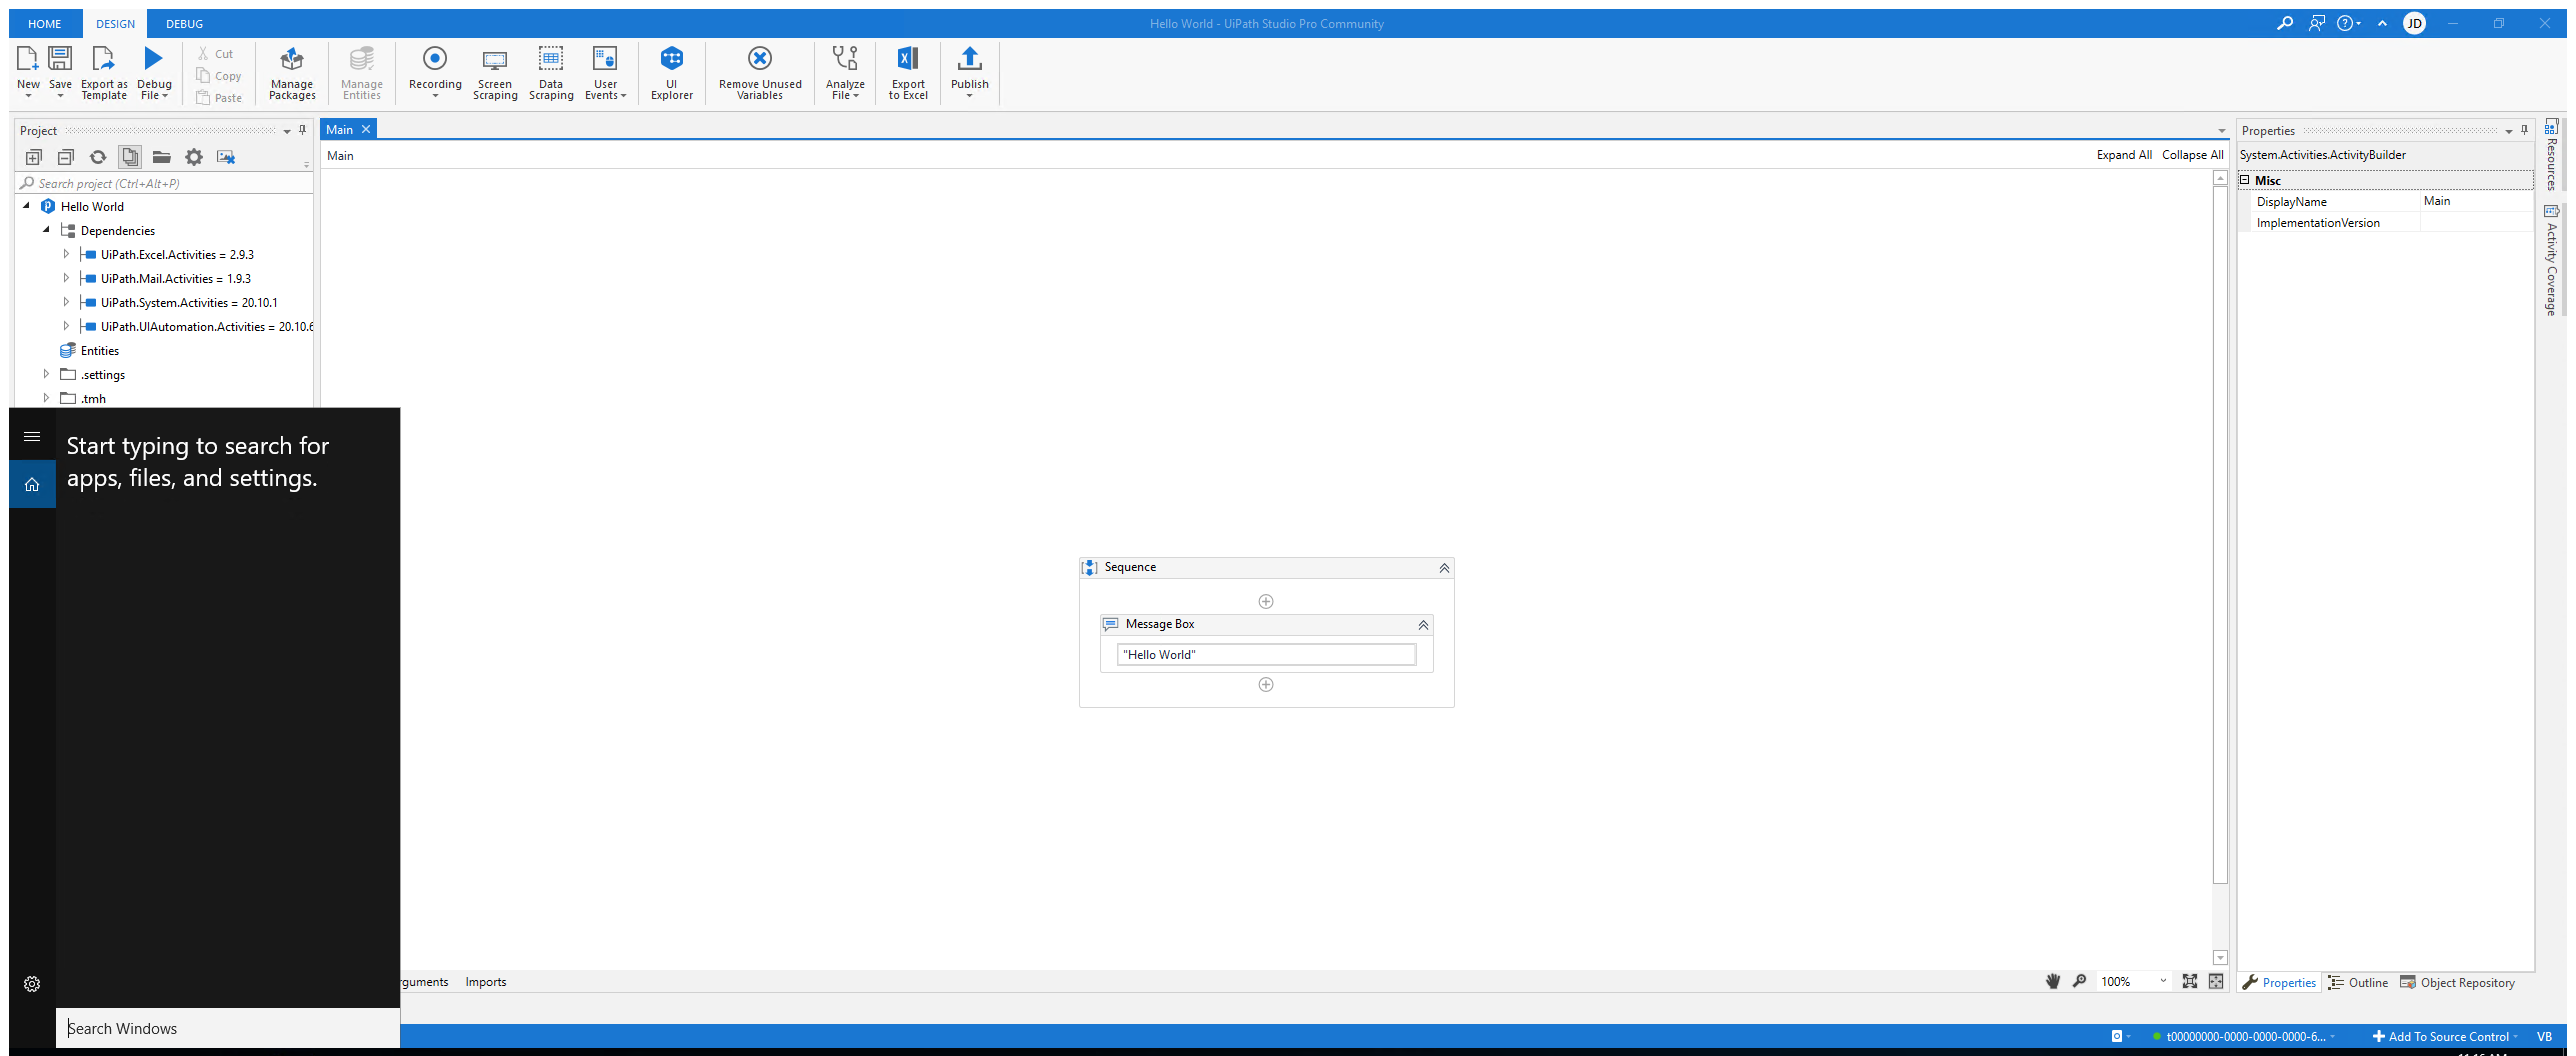 HOME
DESIGN
DEBUG
Hello World - UiPath Studio Pro Community
JD
New
Save
Export as Template
Debug File
Cut
Copy
Paste
Manage Packages
Manage Entities
Recording
Screen Scraping
Data Scraping
User Events
UI Explorer
Remove Unused Variables
Analyze File
Export to Excel
Publish
Project
Main
Properties
Main
Expand All
Collapse All
System.Activities.ActivityBuilder
Search project (Ctrl+Alt+P)
Misc
DisplayName
Main
ImplementationVersion
Resources
Activity Coverage
Hello World
Dependencies
UiPath.Excel.Activities = 2.9.3
UiPath.Mail.Activities = 1.9.3
UiPath.System.Activities = 20.10.1
UiPath.UIAutomation.Activities = 20.10.6
Entities
.settings
.tmh
Start typing to search for
apps, files, and settings.
Sequence
Message Box
"Hello World"
Imports
100%
Properties
Outline
Object Repository
Search Windows
t00000000-0000-0000-0000-6...
Add To Source Control
VB